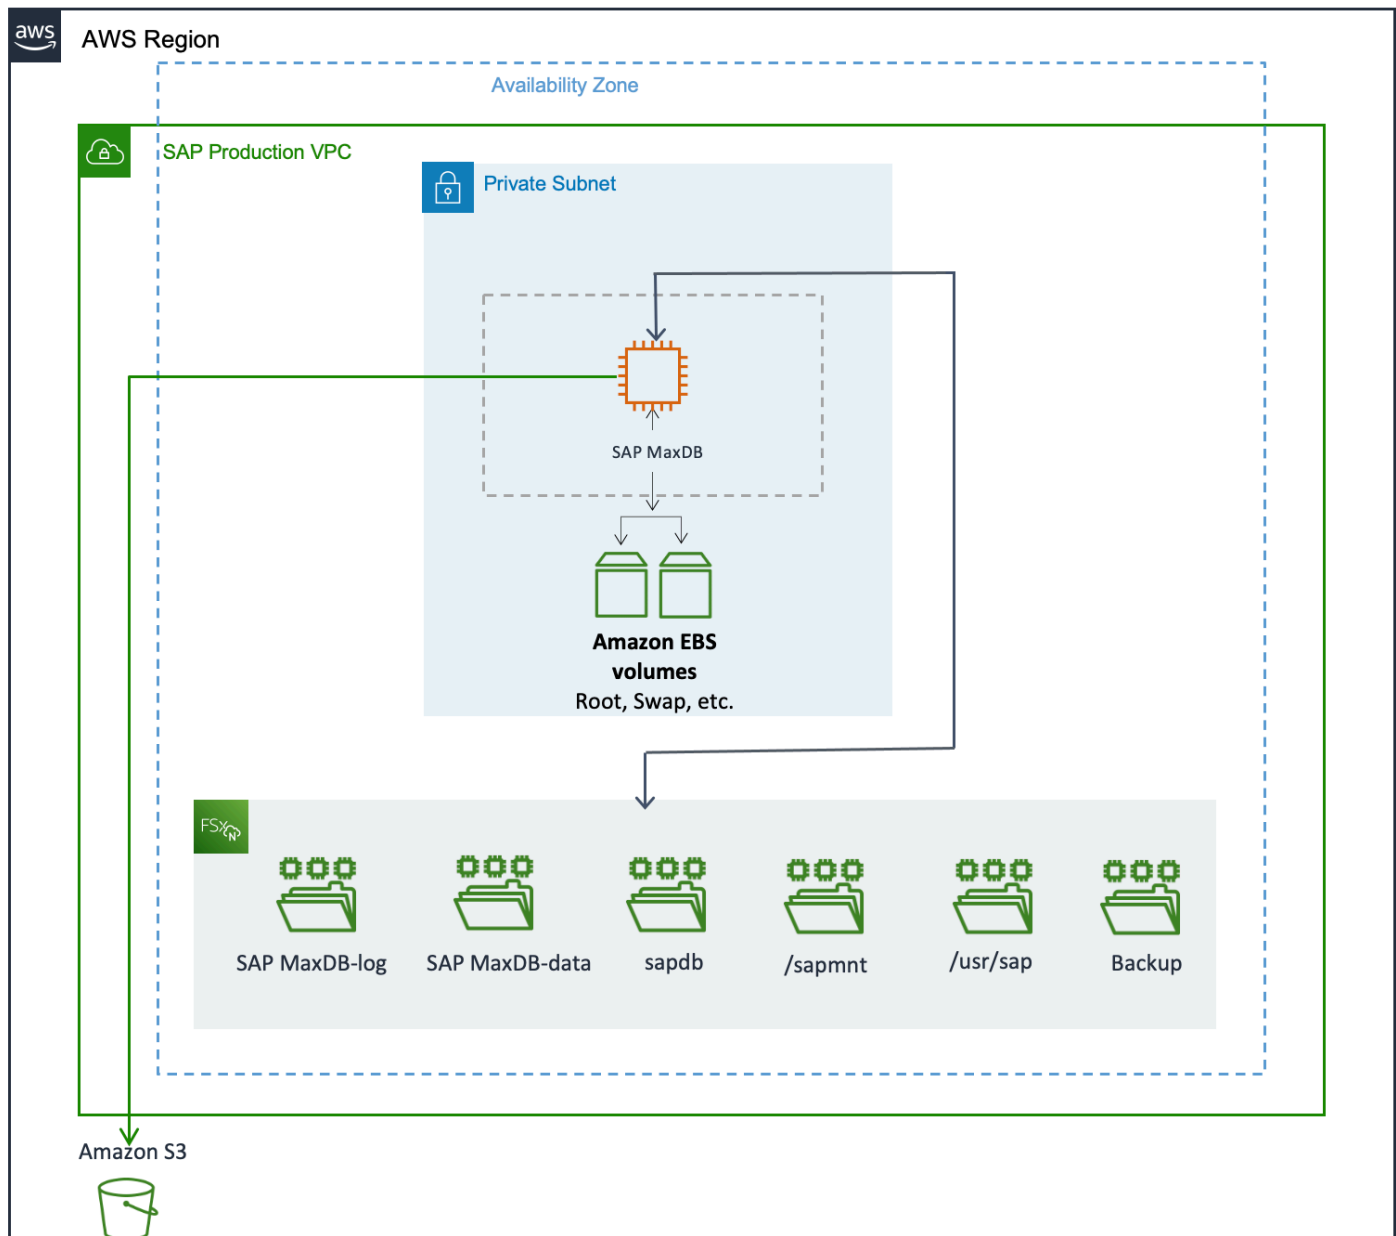 aws
AWS Region
Availability Zone
SAP Production VPC
Private Subnet
SAP MaxDB
Amazon EBS
volumes
Root, Swap, etc.
FSx
N
SAP MaxDB-log
SAP MaxDB-data
sapdb
/sapmnt
/usr/sap
Backup
Amazon S3